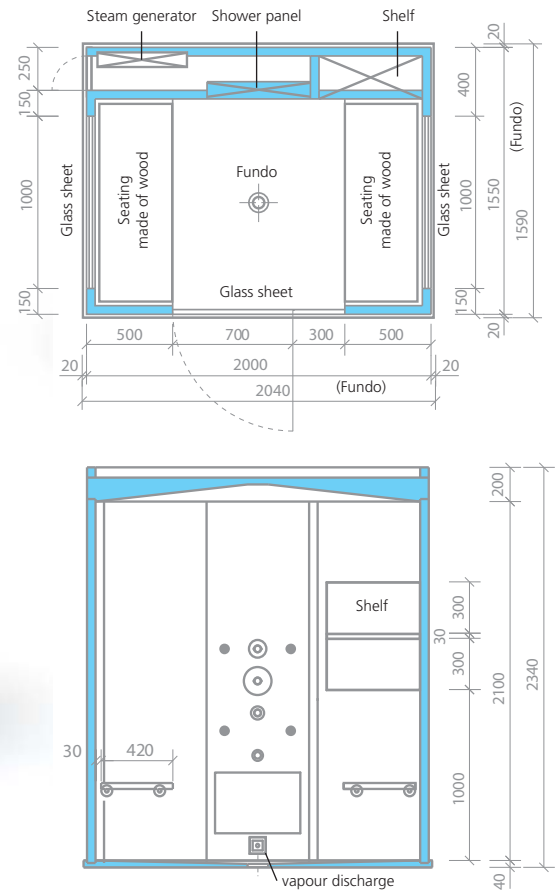 Steam generator
Shower panel
Shelf
20
250
150
400
1000
Glass sheet
Seating
made of wood
Fundo
Seating
made of wood
Glass sheet
1000
1550
(Fundo)
1590
Glass sheet
150
150
20
500
700
300
500
20
2000
20
2040
(Fundo)
200
Shelf
300
30
300
2100
2340
30
420
1000
vapour discharge
40